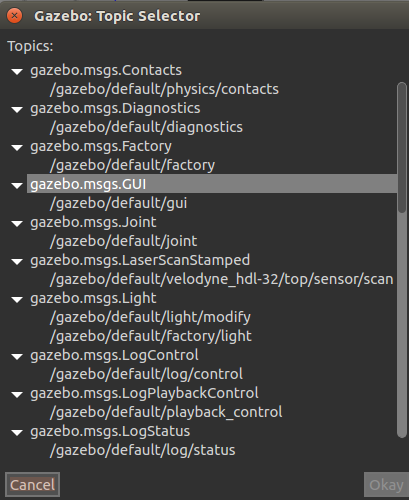 Gazebo: Topic Selector
Topics:
gazebo.msgs.Contacts
/gazebo/default/physics/contacts
gazebo.msgs.Diagnostics
/gazebo/default/diagnostics
gazebo.msgs.Factory
/gazebo/default/factory
gazebo.msgs.GUI
/gazebo/default/gui
gazebo.msgs.Joint
/gazebo/default/joint
gazebo.msgs.LaserScanStamped
/gazebo/default/velodyne_hdl-32/top/sensor/scan
gazebo.msgs.Light
/gazebo/default/light/modify
/gazebo/default/factory/light
gazebo.msgs.LogControl
/gazebo/default/log/control
gazebo.msgs.LogPlaybackControl
/gazebo/default/playback_control
gazebo.msgs.LogStatus
/gazebo/default/log/status
Cancel Okay